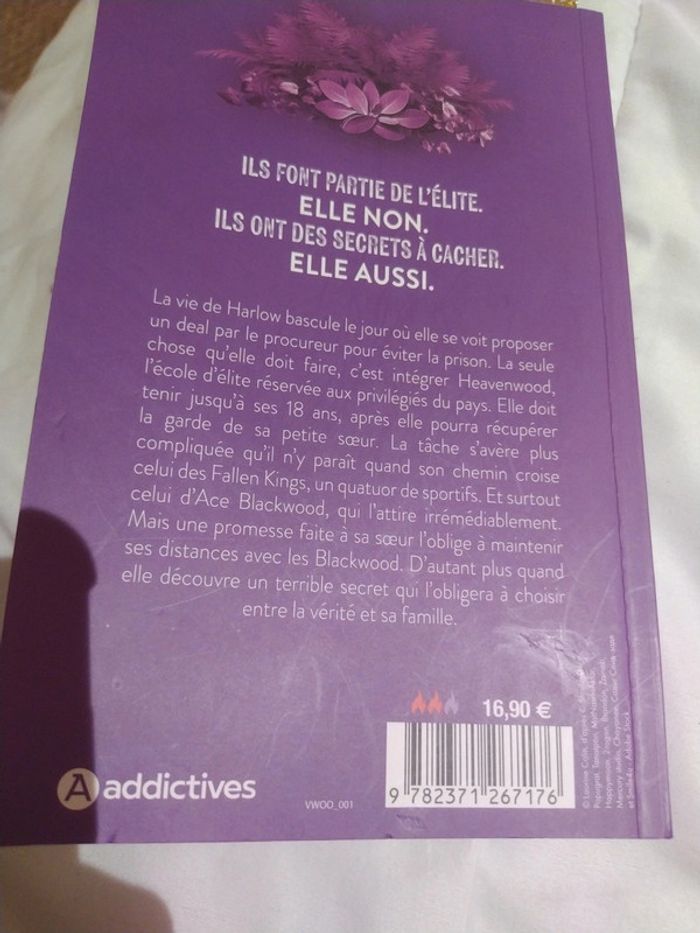 ILS FONT PARTIE DE L'ÉLITE.
ELLE NON.
ILS ONT DES SECRETS À CACHER.
ELLE AUSSI.
La vie de Harlow bascule le jour où elle se voit proposer
un deal par le procureur pour éviter la prison. La seule
chose qu'elle doit faire, c'est intégrer Heavenwood,
l'école d'élite réservée aux privilégiés du pays. Elle doit
tenir jusqu'à ses 18 ans, après elle pourra récupérer
la garde de sa petite sœur. La tâche s'avère plus
compliquée qu'il n'y paraît quand son chemin croise
celui des Fallen Kings, un quatuor de sportifs. Et surtout
celui d'Ace Blackwood, qui l'attire irrémédiablement.
Mais une promesse faite à sa sœur l'oblige à maintenir
ses distances avec les Blackwood. D'autant plus quand
elle découvre un terrible secret qui l'obligera à choisir
entre la vérité et sa famille.
16,90 €
9 782371 267176
A addictives
VWOO_001
et Smile4u. Adobe Stock